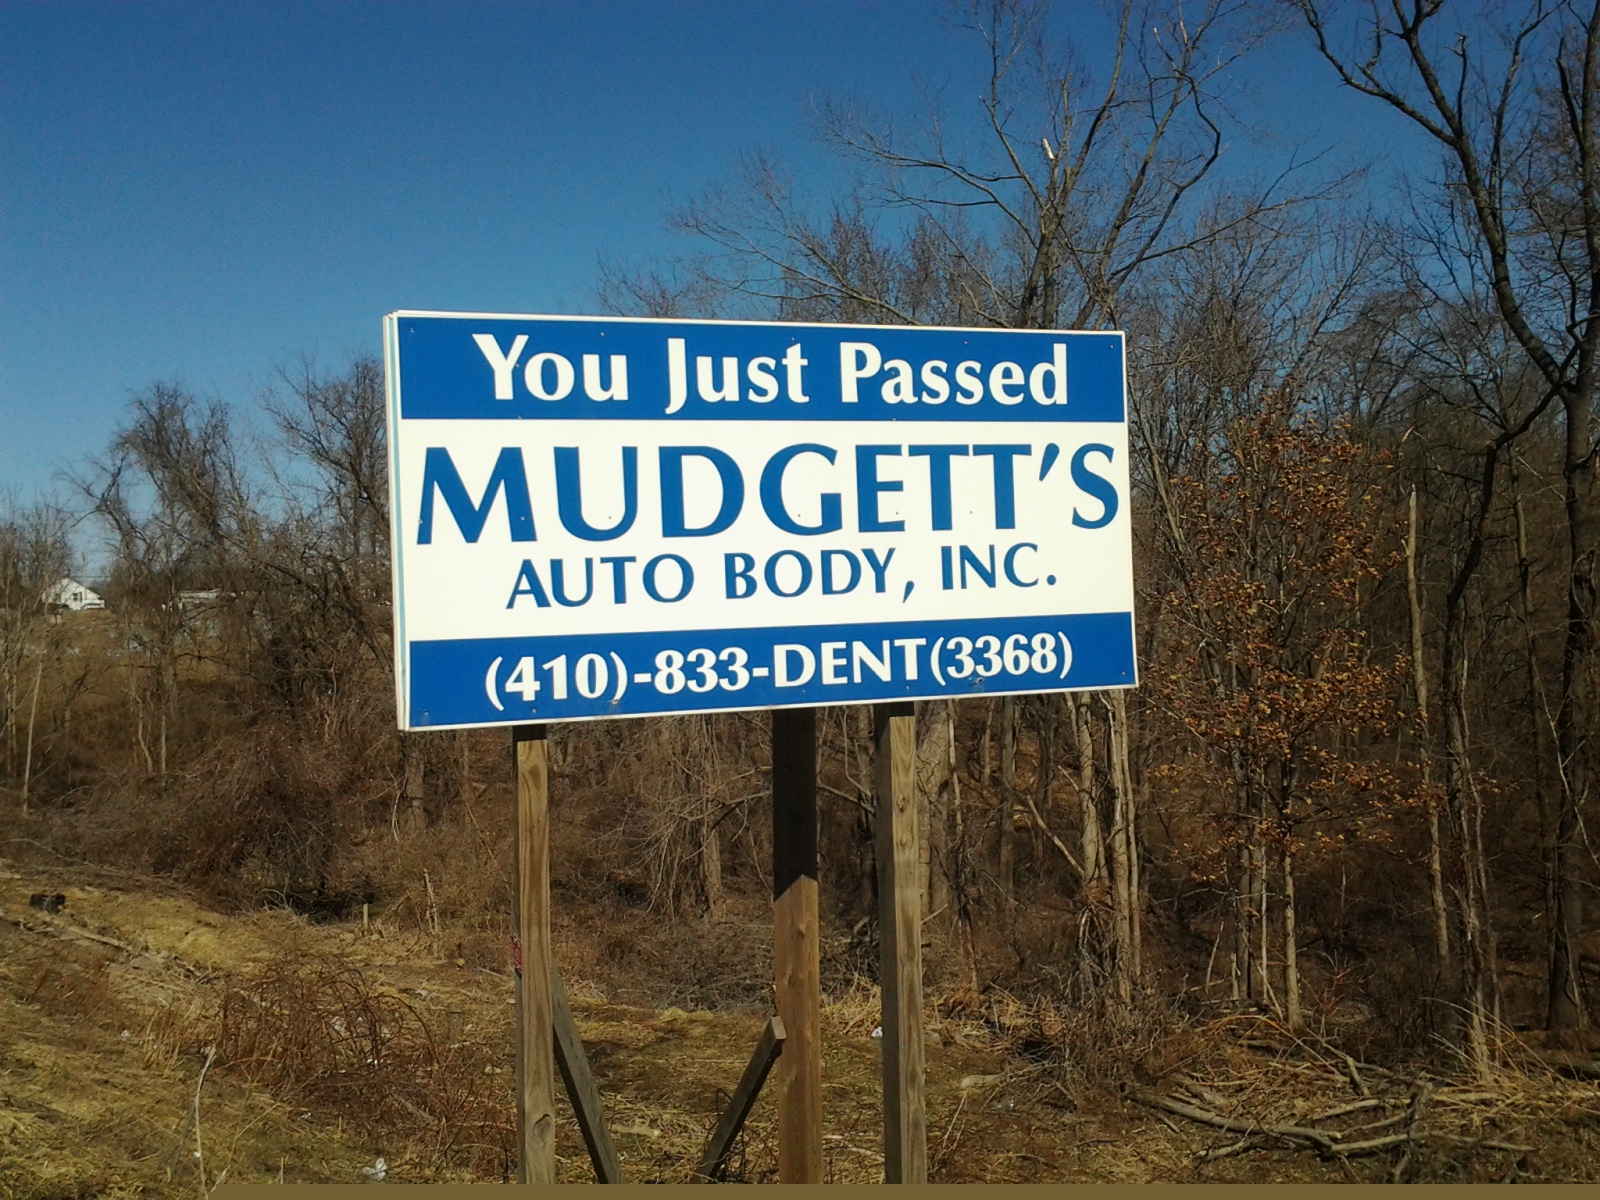 You Just Passed
MUDGETT'S
AUTO BODY, INC.
(410)-833-DENT(3368)